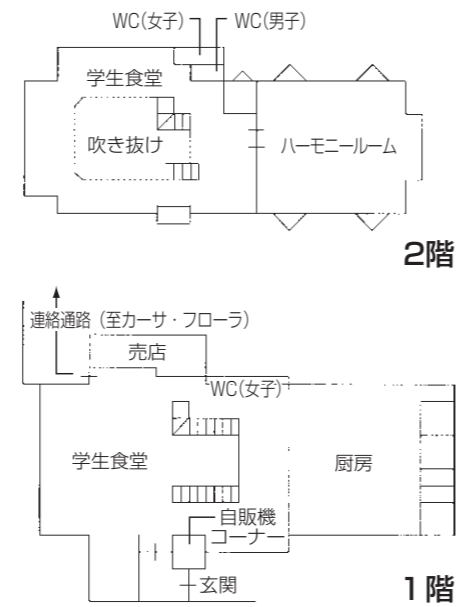 WC(女子)
WC(男子)
学生食堂
吹き抜け
ハーモニールーム
2階
連絡通路(至カーサ・フローラ)
売店
WC(女子)
学生食堂
厨房
自販機
コーナー
玄関
1階